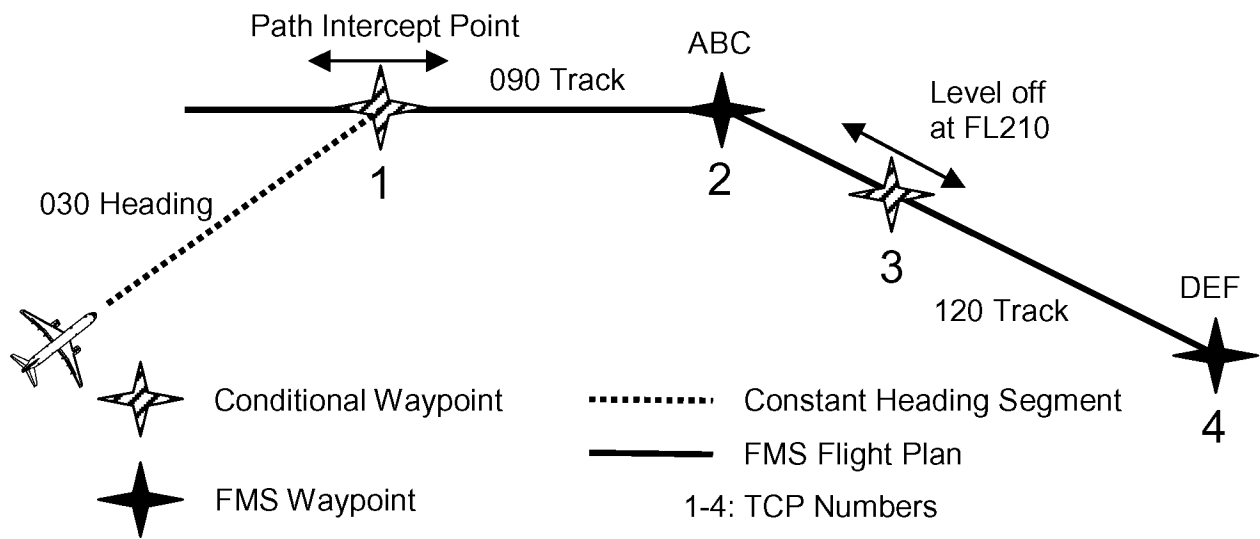 Path Intercept Point
ABC
090 Track
Level off
at FL210
1
2
030 Heading
3
DEF
120 Track
Conditional Waypoint
Constant Heading Segment
4
FMS Flight Plan
FMS Waypoint
1-4: TCP Numbers